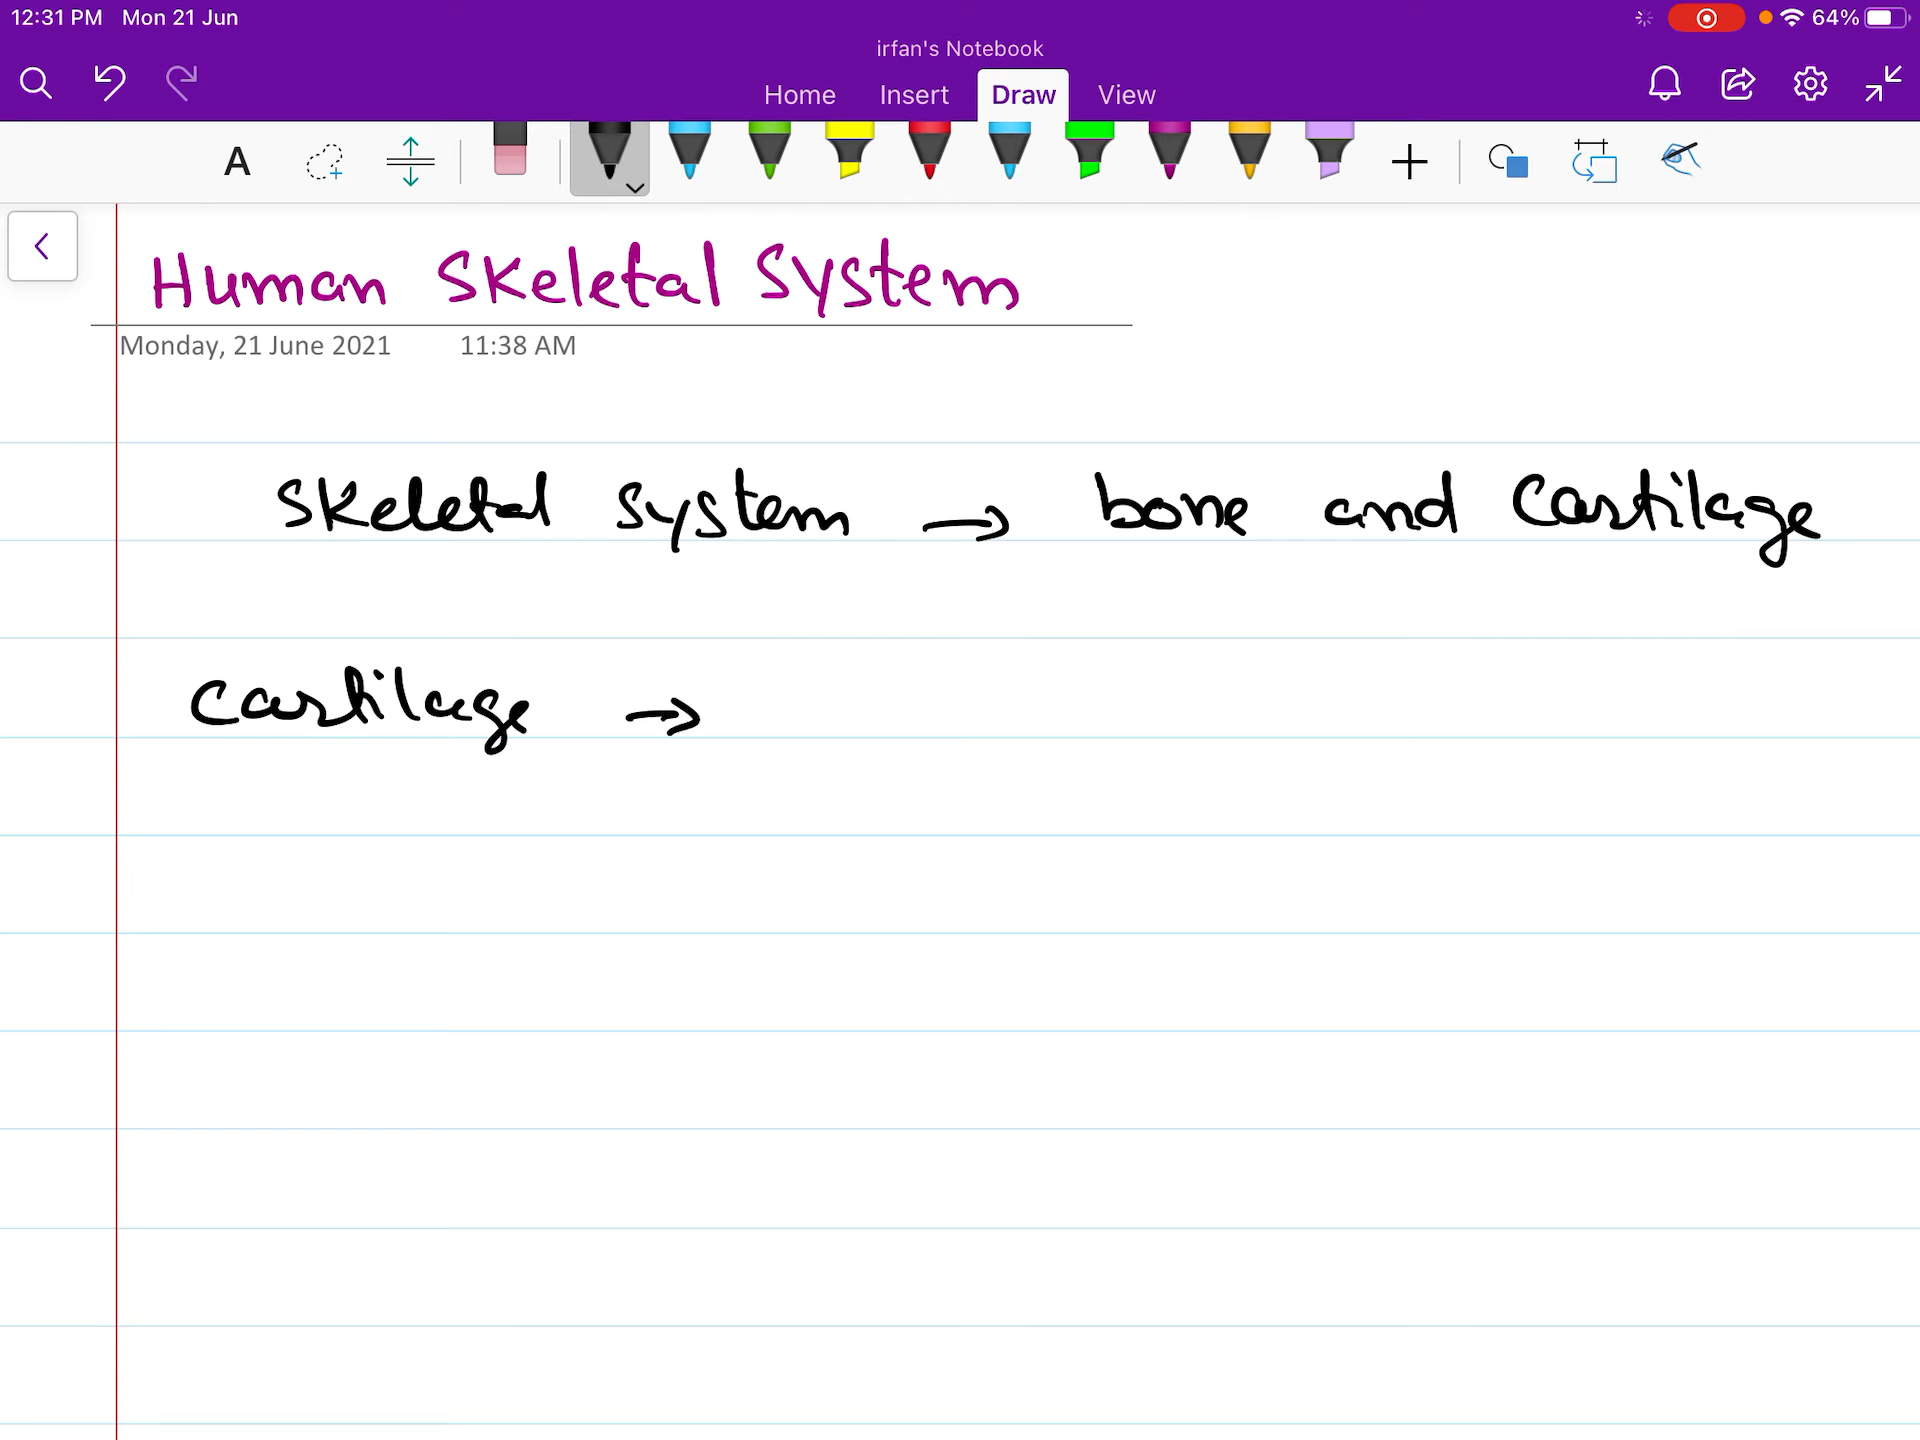 12:31 PM Mon 21 Jun 64%
irfan's Notebook
Home Insert Draw View
A
Human Skeletal System
Monday, 21 June 2021 11:38 AM
Skeletal system → bone and Cartilage
Cartilage →